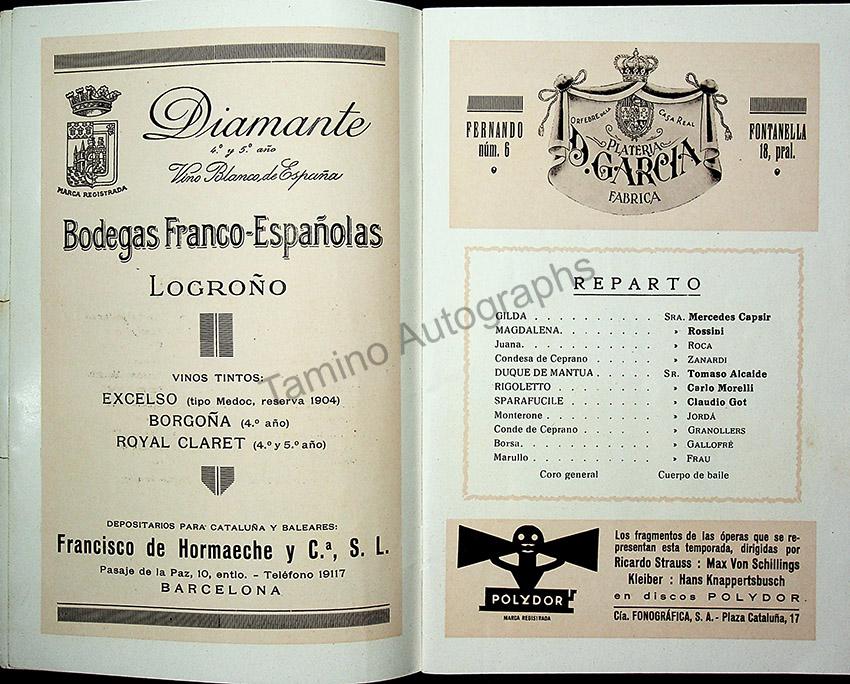 Diamante
4.º y 5.º año
Vino Blanco de España
MARCA REGISTRADA
Bodegas Franco-Españolas
LOGROÑO
VINOS TINTOS:
EXCELSO (tipo Medoc, reserva 1904)
BORGOÑA (4.º año)
ROYAL CLARET (4.º y 5.º año)
DEPOSITARIOS PARA CATALUÑA Y BALEARES:
Francisco de Hormaeche y C.ª, S. L.
Pasaje de la Paz, 10, entlo. - Teléfono 19117
BARCELONA
FERNANDO
núm. 6
ORFEBRE DE LA CASA REAL
PLATERIA
D. GARCIA
FABRICA
FONTANELLA
18, pral.
REPARTO
GILDA . . . . . . . . . . SRA. Mercedes Capsir
MAGDALENA. . . . . . . . . » Rossini
Juana. . . . . . . . . . . » ROCA
Condesa de Ceprano . . . . . . » ZANARDI
DUQUE DE MANTUA . . . . . . SR. Tomaso Alcaide
RIGOLETTO . . . . . . . . » Carlo Morelli
SPARAFUCILE . . . . . . . . » Claudio Got
Monterone . . . . . . . . . » JORDÁ
Conde de Ceprano . . . . . . . » GRANOLLERS
Borsa. . . . . . . . . . . » GALLOFRÉ
Marullo . . . . . . . . . . » FRAU
Coro general Cuerpo de baile
POLYDOR
MARCA REGISTRADA
Los fragmentos de las óperas que se re-
presentan esta temporada, dirigidas por
Ricardo Strauss : Max Von Schillings
Kleiber : Hans Knappertsbusch
en discos POLYDOR.
Cía. FONOGRÁFICA, S. A. - Plaza Cataluña, 17
Tamino Autographs